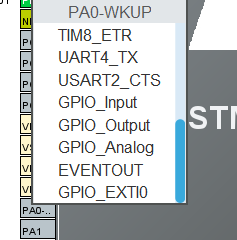 PA0-WKUP
TIM8_ETR
UART4_TX
USART2_CTS
GPIO_Input
GPIO_Output
GPIO_Analog
EVENTOUT
GPIO_EXTI0
PA0-..
PA1
STM